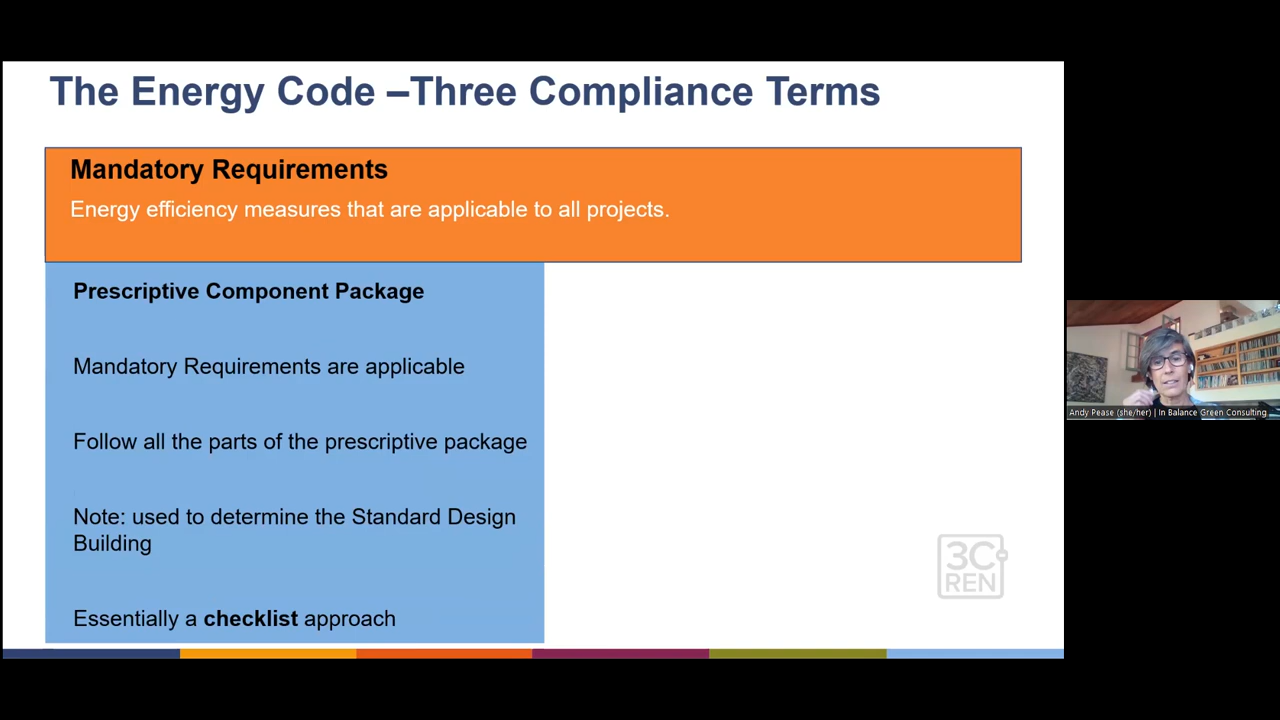 The Energy Code –Three Compliance Terms
Mandatory Requirements
Energy efficiency measures that are applicable to all projects.
Prescriptive Component Package
Mandatory Requirements are applicable
Follow all the parts of the prescriptive package
Note: used to determine the Standard Design
Building
Essentially a checklist approach
3C
REN
Andy Pease (she/her) | In Balance Green Consulting